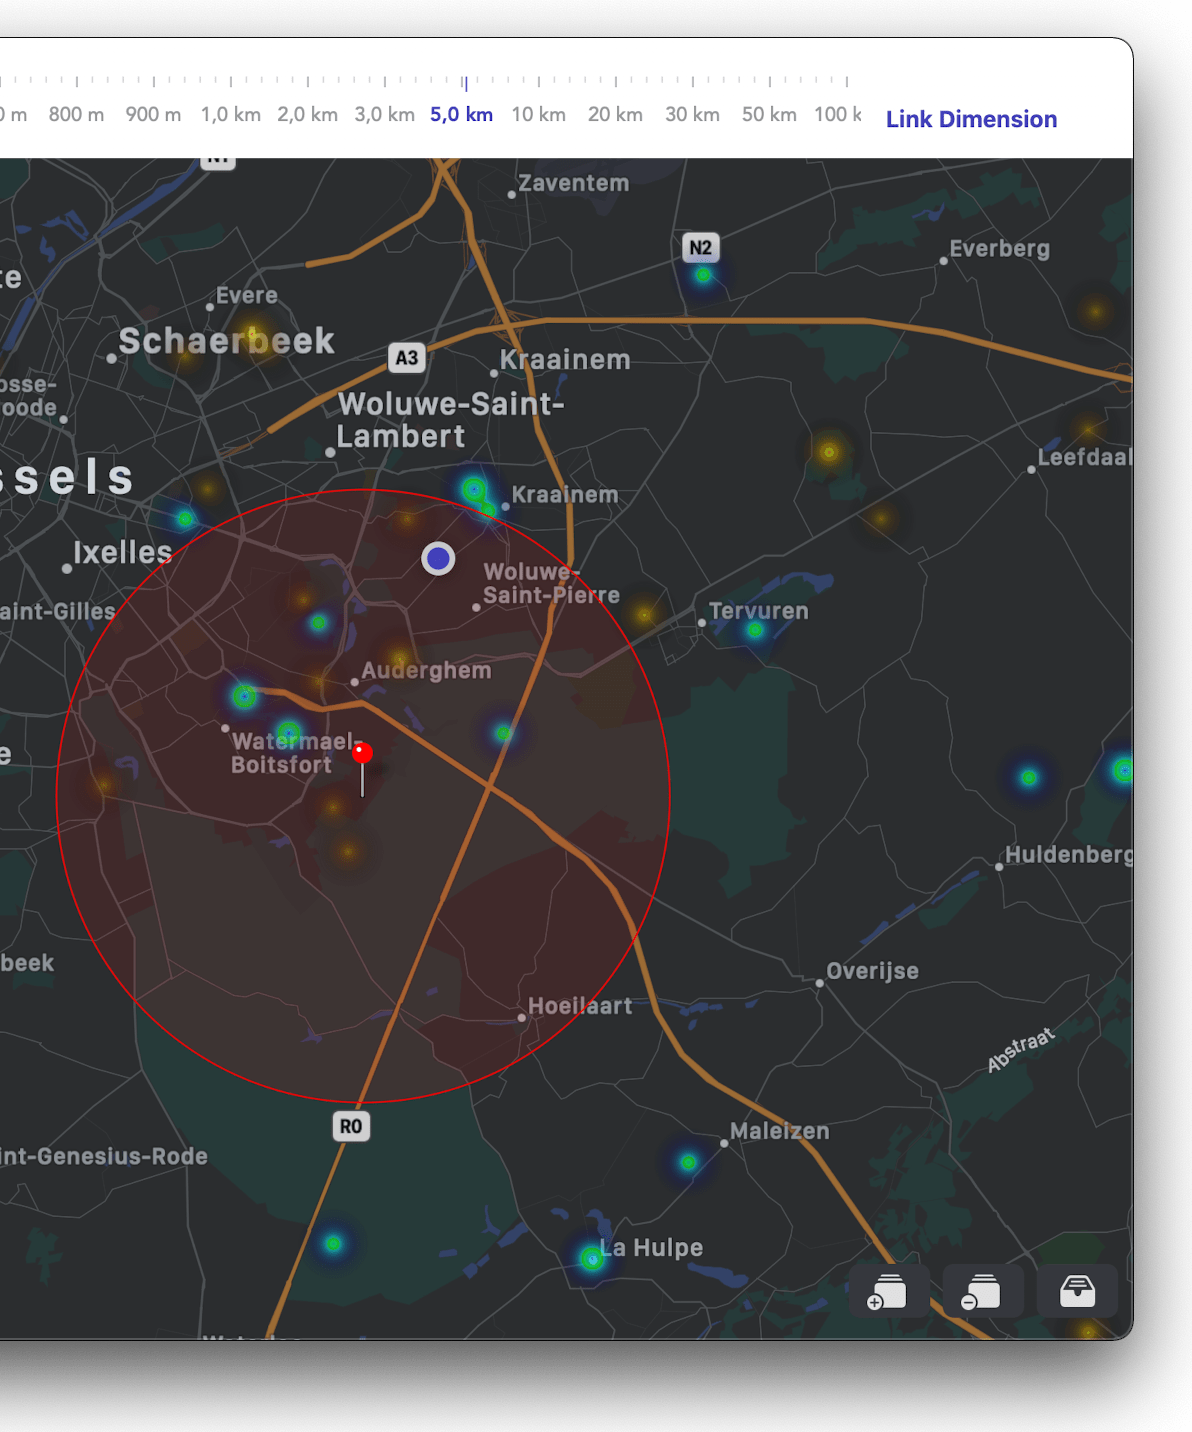 0 m 800 m 900 m 1,0 km 2,0 km 3,0 km 5,0 km 10 km 20 km 30 km 50 km 100 k
Link Dimension
N1
Zaventem
N2
Everberg
te
Evere
Schaerbeek
A3
Kraainem
osse-
oode
Woluwe-Saint-
Lambert
Leefdaal
ssels
Kraainem
Ixelles
Woluwe-
Saint-Pierre
aint-Gilles
Tervuren
Auderghem
Watermael-
Boitsfort
e
Huldenberg
beek
Overijse
Hoeilaart
Abstraat
R0
Maleizen
int-Genesius-Rode
La Hulpe
Waterloo